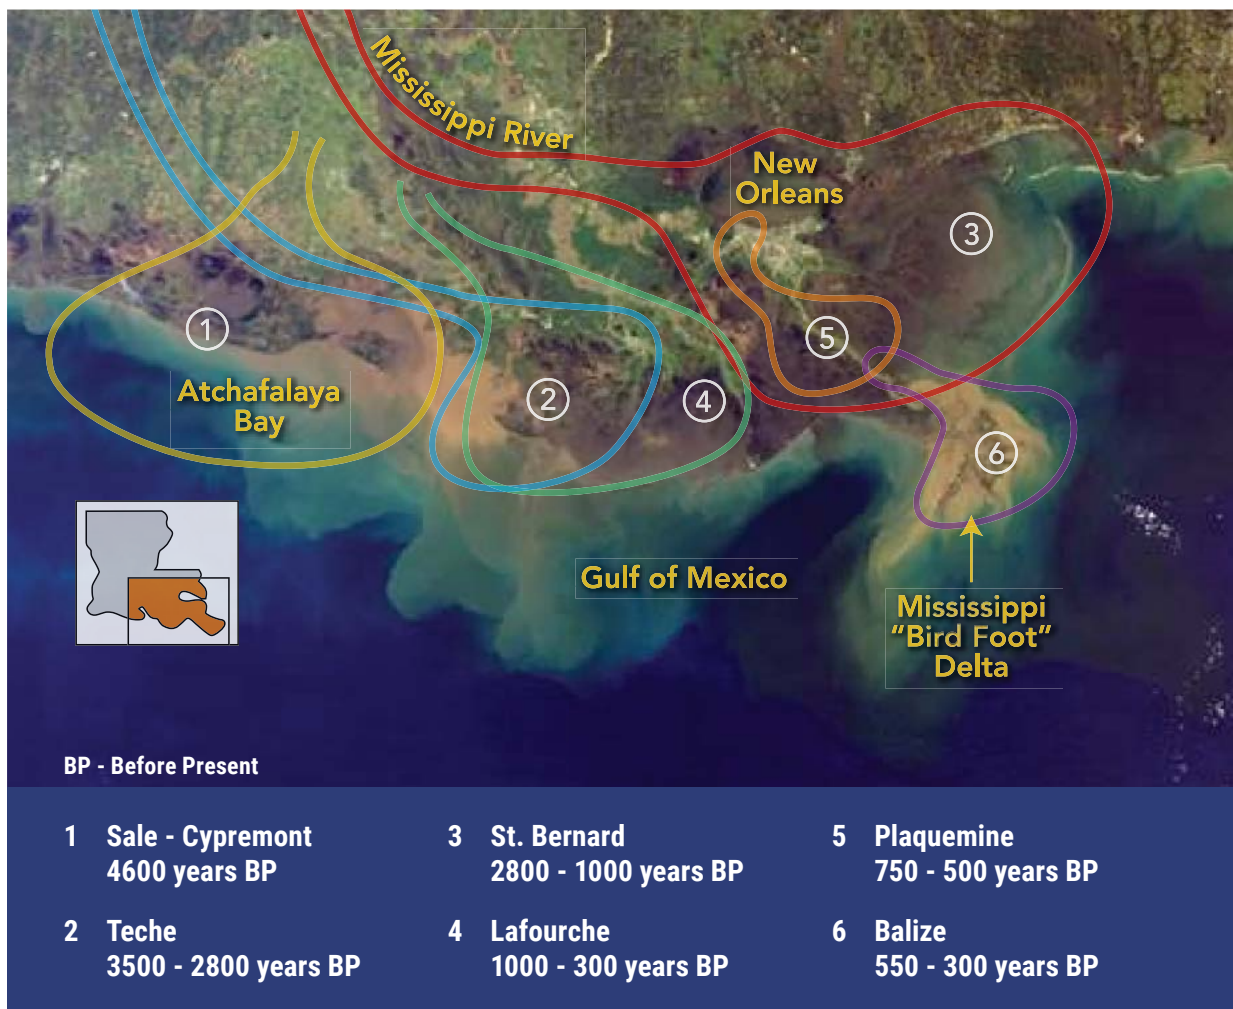 Mississippi River
New
Orleans
3
1
5
Atchafalaya
Bay
2
4
6
Gulf of Mexico
Mississippi
“Bird Foot”
Delta
BP - Before Present
1 Sale - Cypremont
4600 years BP
2 Teche
3500 - 2800 years BP
3 St. Bernard
2800 - 1000 years BP
4 Lafourche
1000 - 300 years BP
5 Plaquemine
750 - 500 years BP
6 Balize
550 - 300 years BP